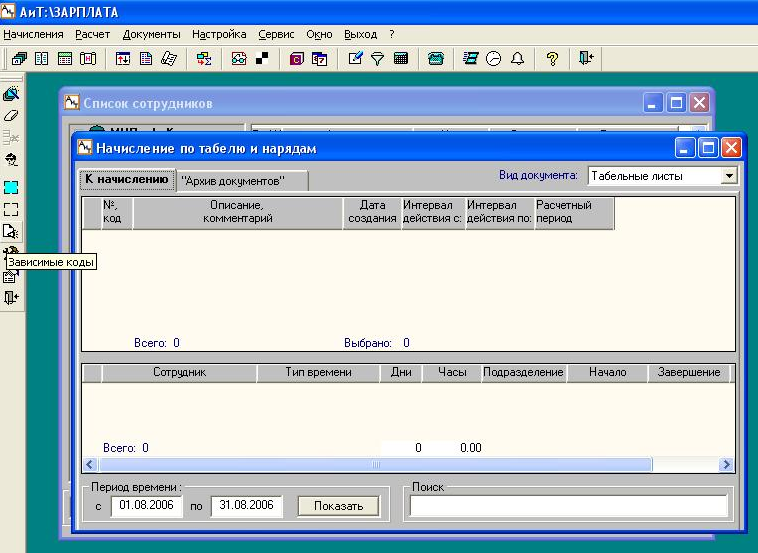 АиТ:\ЗАРПЛАТА
Начисления Расчет Документы Настройка Сервис Окно Выход ?
Список сотрудников
Начисление по табелю и нарядам
К начислению "Архив документов" Вид документа: Табельные листы
№, код Описание, комментарий Дата создания Интервал действия с: Интервал действия по: Расчетный период
Зависимые коды
Всего: 0 Выбрано: 0
Сотрудник Тип времени Дни Часы Подразделение Начало Завершение
Всего: 0 0 0.00
Период времени: Поиск
с 01.08.2006 по 31.08.2006 Показать